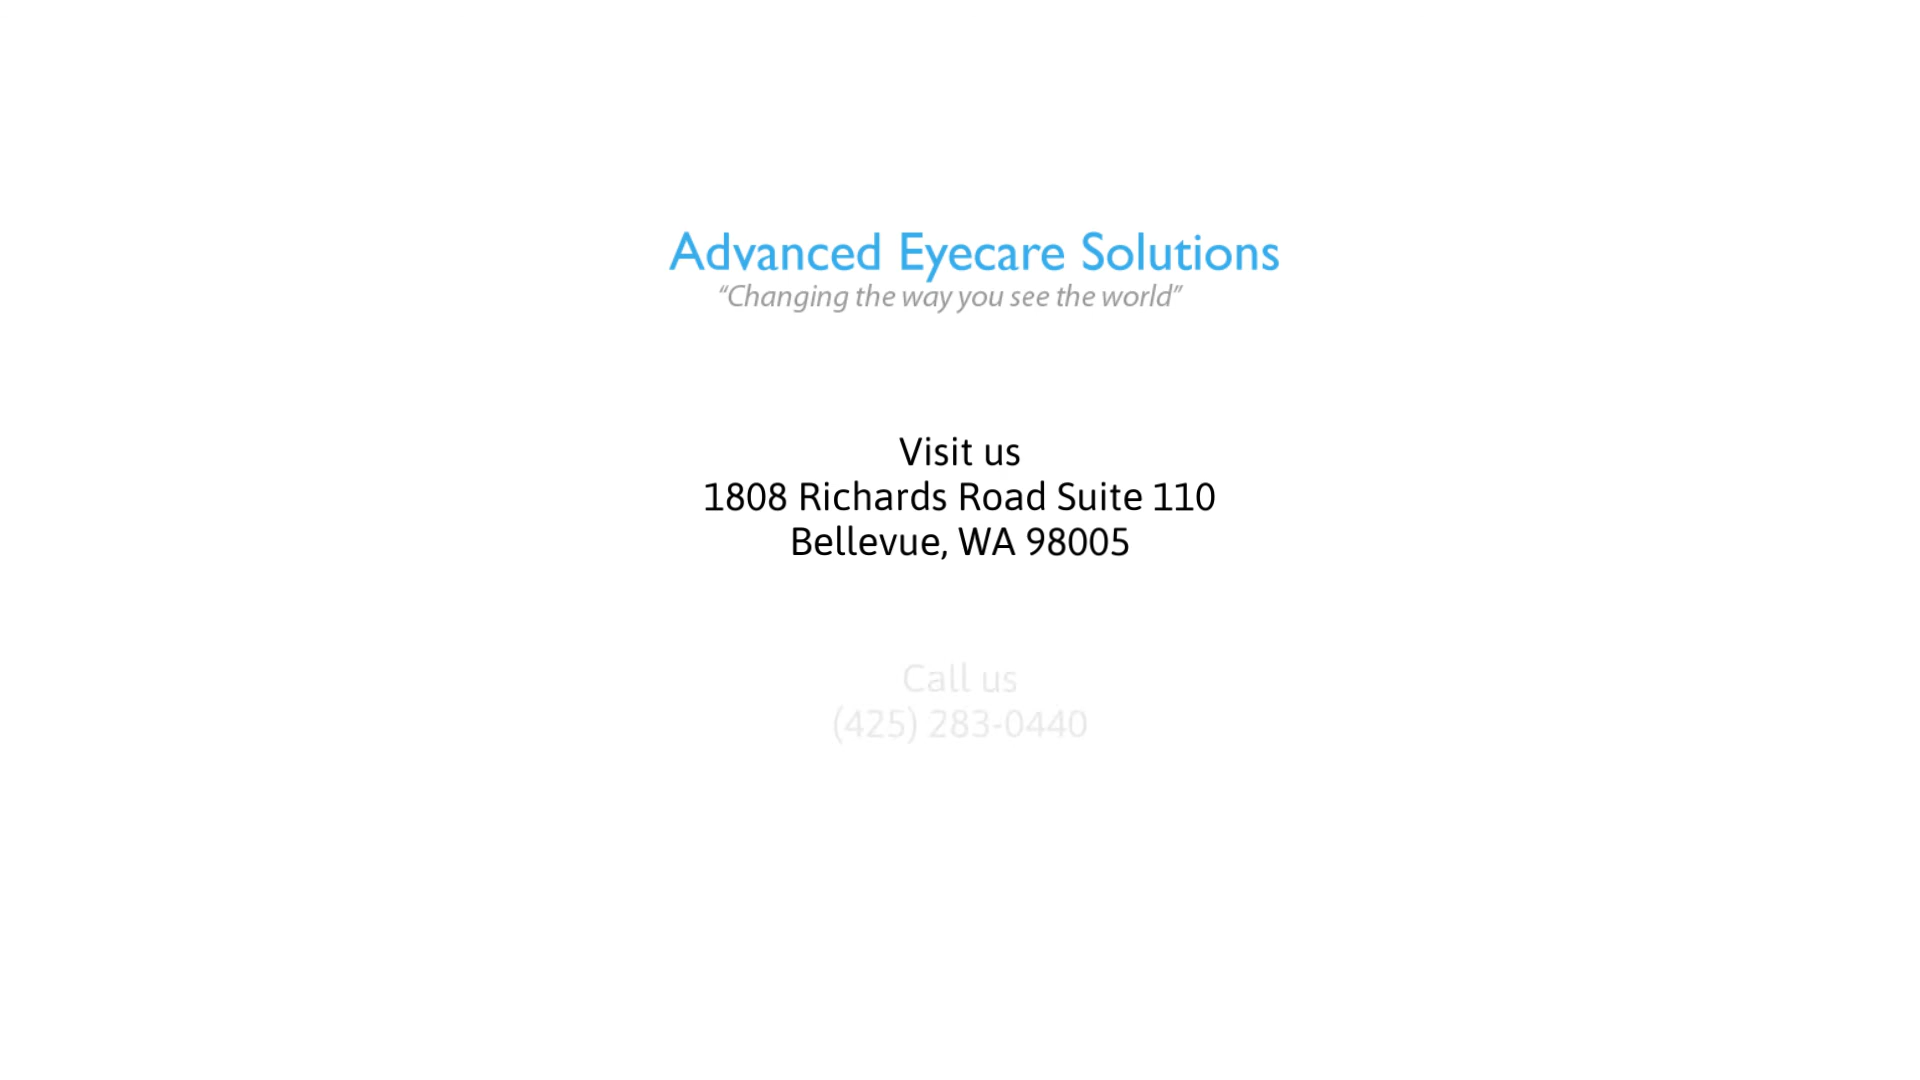 Advanced Eyecare Solutions
“Changing the way you see the world”
Visit us
1808 Richards Road Suite 110
Bellevue, WA 98005
Call us
(425) 283-0440